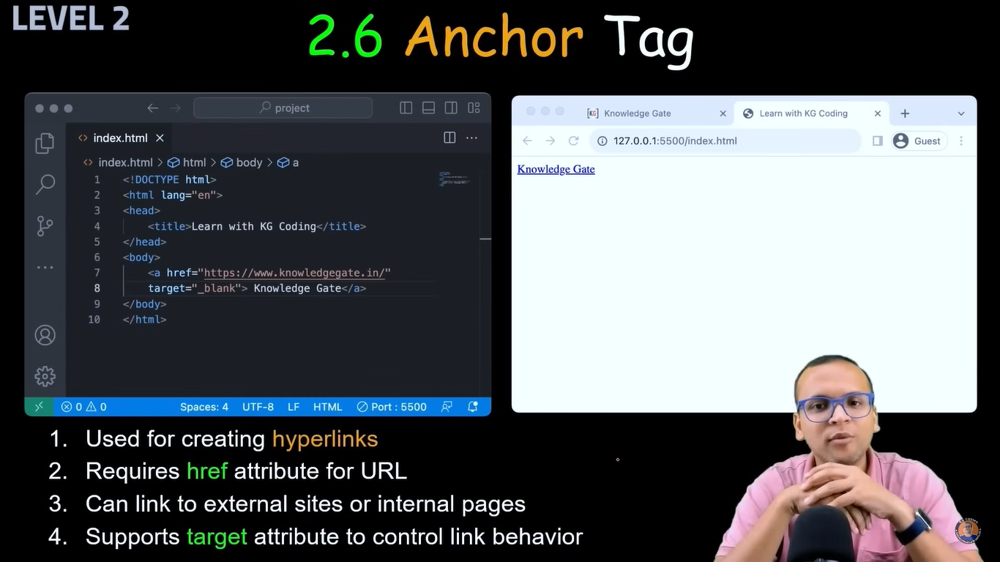 LEVEL 2
2.6 Anchor Tag
project
index.html
index.html > html > body > a
1 <!DOCTYPE html>
2 <html lang="en">
3 <head>
4 <title>Learn with KG Coding</title>
5 </head>
6 <body>
7 <a href="https://www.knowledgegate.in/"
8 target="_blank"> Knowledge Gate</a>
9 </body>
10 </html>
0 0 Spaces: 4 UTF-8 LF HTML Port : 5500
KG Knowledge Gate Learn with KG Coding
127.0.0.1:5500/index.html Guest
Knowledge Gate
1. Used for creating hyperlinks
2. Requires href attribute for URL
3. Can link to external sites or internal pages
4. Supports target attribute to control link behavior